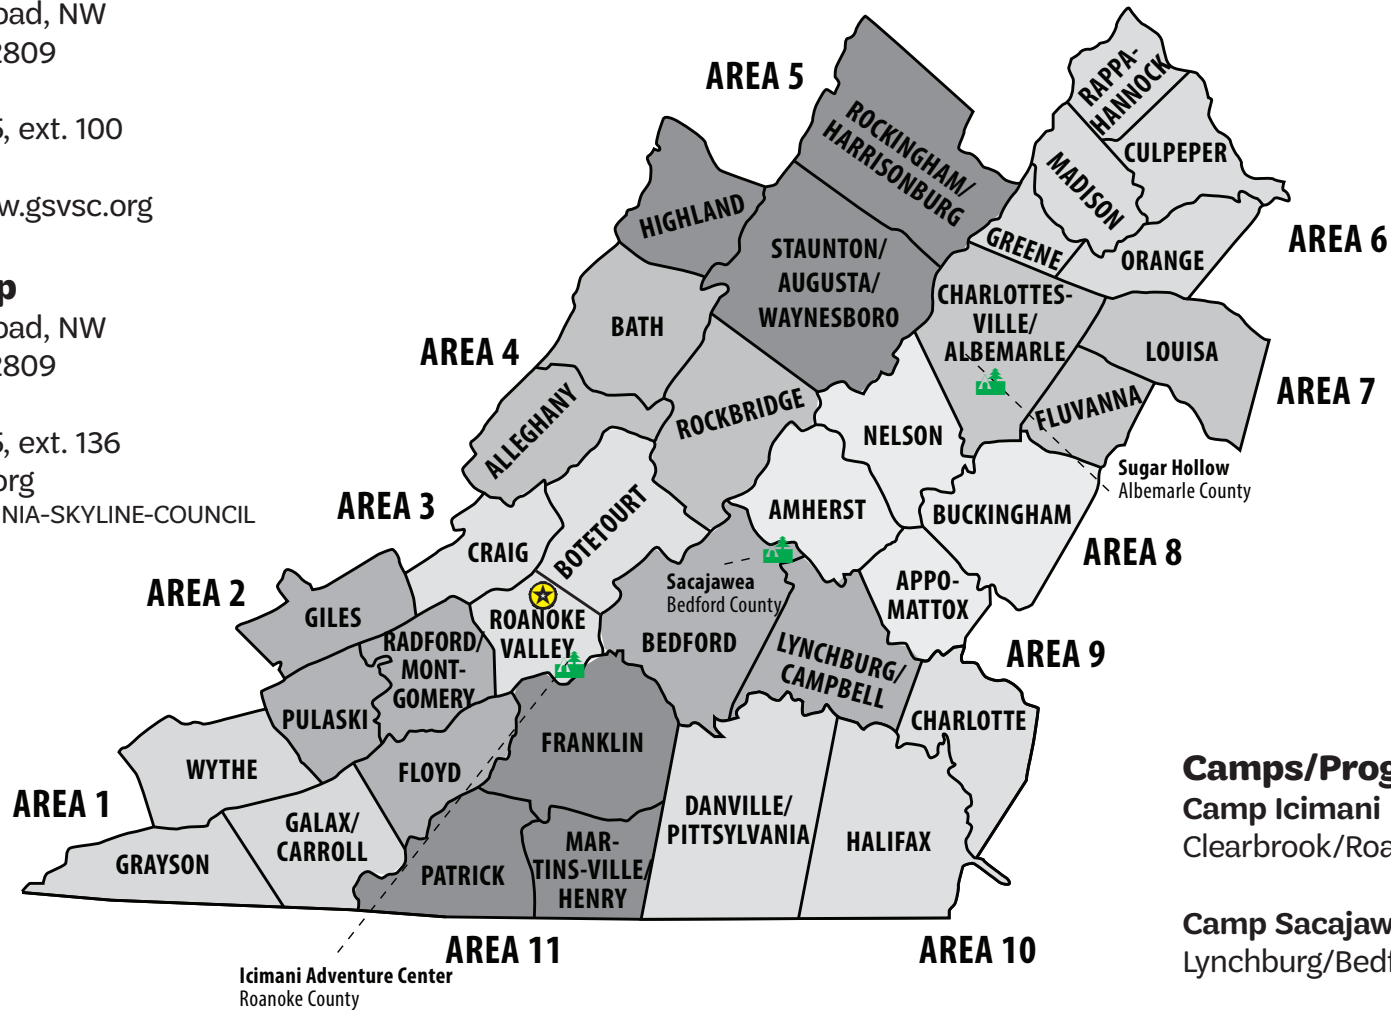 oad, NW
2809
5, ext. 100
w.gsvsc.org
p
oad, NW
2809
5, ext. 136
org
NIA-SKYLINE-COUNCIL
AREA 5
RAPPA-
HANNOCK
ROCKINGHAM/
HARRISONBURG
CULPEPER
MADISON
HIGHLAND
AREA 6
GREENE
ORANGE
STAUNTON/
AUGUSTA/
WAYNESBORO
CHARLOTTES-
VILLE/
ALBEMARLE
BATH
LOUISA
AREA 4
AREA 7
ALLEGHANY
ROCKBRIDGE
FLUVANNA
NELSON
Sugar Hollow
Albemarle County
AREA 3
AMHERST
BUCKINGHAM
BOTETOURT
CRAIG
AREA 8
AREA 2
Sacajawea
Bedford County
APPO-
MATTOX
GILES
ROANOKE
VALLEY
RADFORD/
MONT-
GOMERY
BEDFORD
LYNCHBURG/
CAMPBELL
AREA 9
PULASKI
CHARLOTTE
FRANKLIN
WYTHE
FLOYD
AREA 1
DANVILLE/
PITTSYLVANIA
HALIFAX
GALAX/
CARROLL
GRAYSON
PATRICK
MAR-
TINS-VILLE/
HENRY
AREA 11
AREA 10
Icimani Adventure Center
Roanoke County
Camps/Prog
Camp Icimani
Clearbrook/Roa
Camp Sacajaw
Lynchburg/Bedf